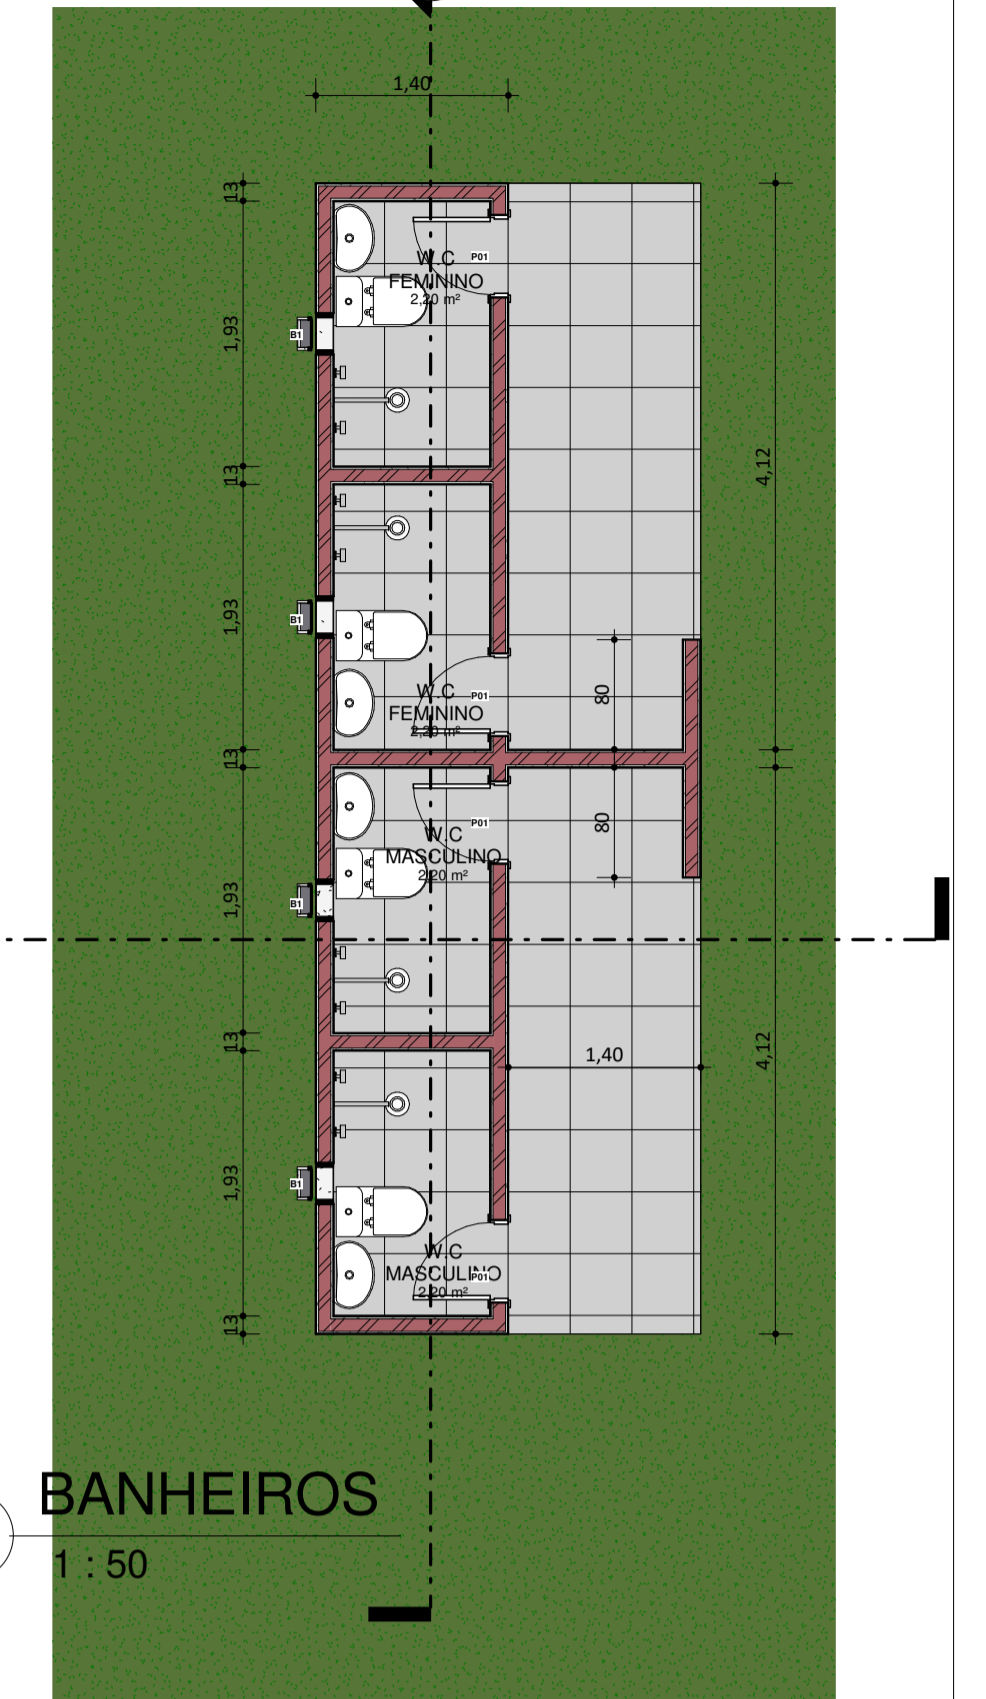 1,40
13
W.C
FEMININO
2,20 m²
P01
B1
1,93
13
4,12
1,93
B1
W.C
FEMININO
2,20 m²
P01
80
13
W.C
MASCULINO
2,20 m²
P01
80
1,93
B1
13
1,40
4,12
1,93
B1
W.C
MASCULINO
2,20 m²
P01
13
BANHEIROS
1 : 50